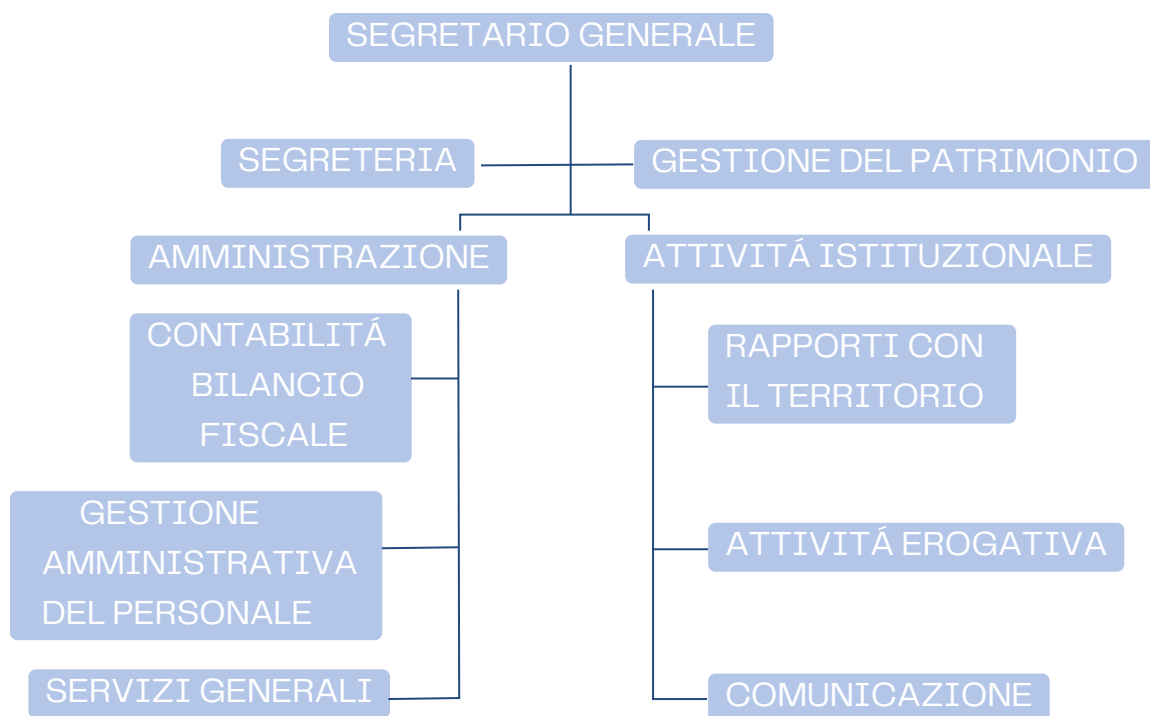 SEGRETARIO GENERALE
SEGRETERIA
GESTIONE DEL PATRIMONIO
AMMINISTRAZIONE
ATTIVITÁ ISTITUZIONALE
CONTABILITÁ
BILANCIO
FISCALE
RAPPORTI CON
IL TERRITORIO
GESTIONE
AMMINISTRATIVA
DEL PERSONALE
ATTIVITÁ EROGATIVA
SERVIZI GENERALI
COMUNICAZIONE